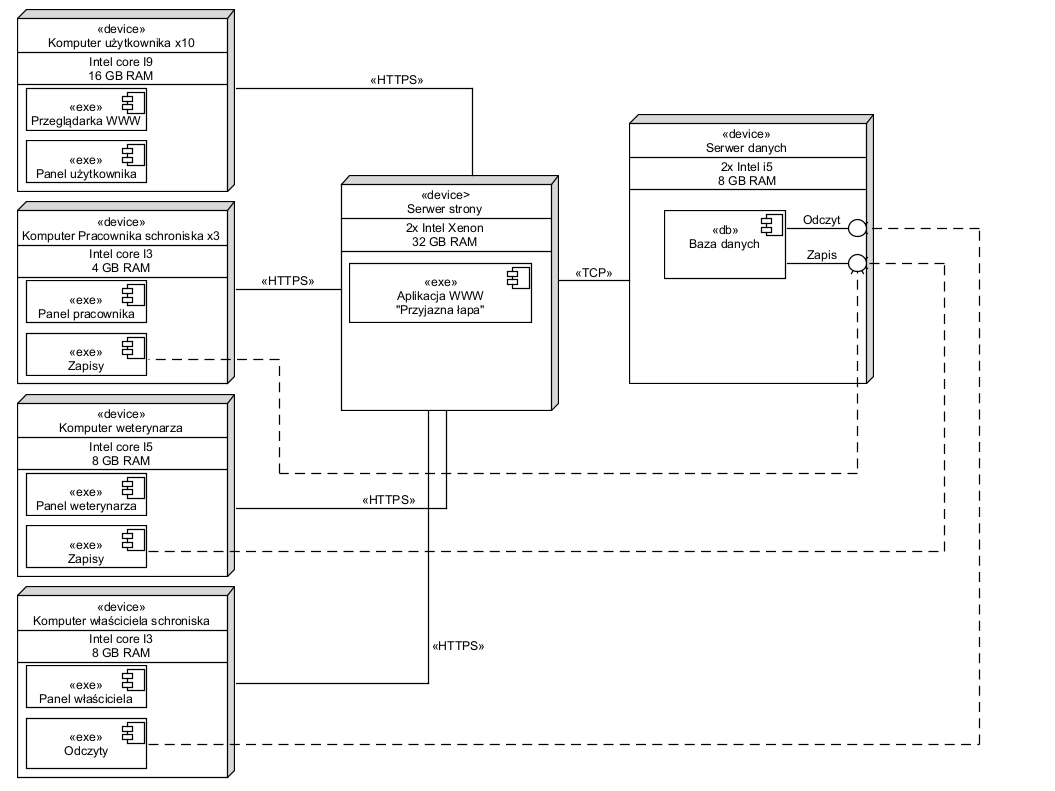 «device»
Komputer użytkownika x10
Intel core I9
16 GB RAM
«exe»
Przeglądarka WWW
«exe»
Panel użytkownika
«HTTPS»
«device»
Komputer Pracownika schroniska x3
Intel core I3
4 GB RAM
«exe»
Panel pracownika
«exe»
Zapisy
«HTTPS»
«device»
Komputer weterynarza
Intel core I5
8 GB RAM
«exe»
Panel weterynarza
«exe»
Zapisy
«HTTPS»
«device»
Komputer właściciela schroniska
Intel core I3
8 GB RAM
«exe»
Panel właściciela
«exe»
Odczyty
«HTTPS»
«device>
Serwer strony
2x Intel Xenon
32 GB RAM
«exe»
Aplikacja WWW
"Przyjazna łapa"
«TCP»
«device»
Serwer danych
2x Intel i5
8 GB RAM
«db»
Baza danych
Odczyt
Zapis